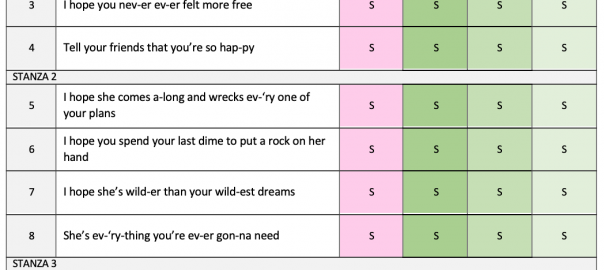 3 I hope you nev-er ev-er felt more free S S S S
4 Tell your friends that you’re so hap-py S S S S
STANZA 2
5 I hope she comes a-long and wrecks ev-‘ry one of
your plans S S S S
6 I hope you spend your last dime to put a rock on her
hand S S S S
7 I hope she’s wild-er than your wild-est dreams S S S S
8 She’s ev-‘ry-thing you’re ev-er gon-na need S S S S
STANZA 3